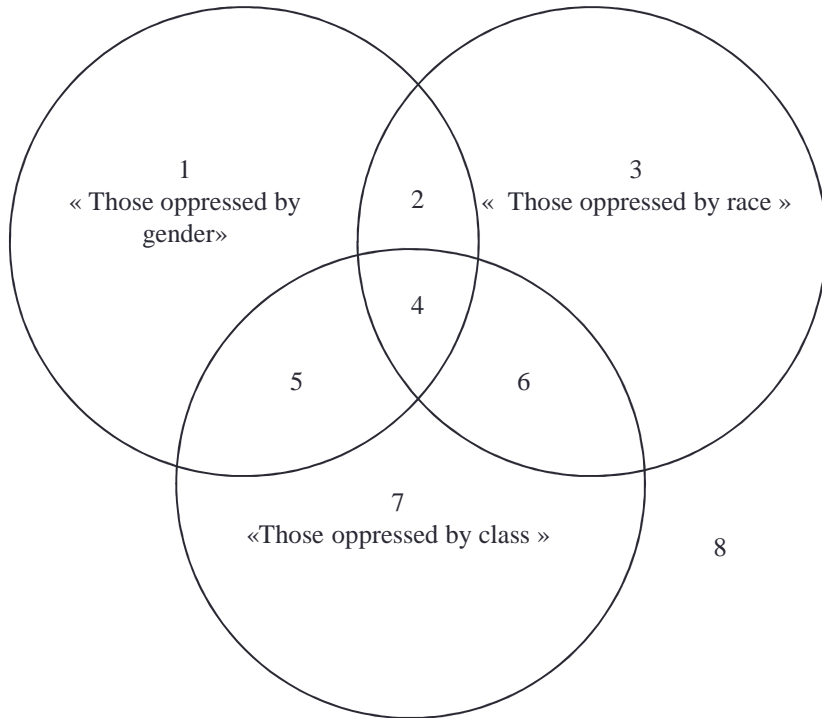 1
« Those oppressed by
gender»
2
3
«  Those oppressed by race »
4
5
6
7
«Those oppressed by class »
8